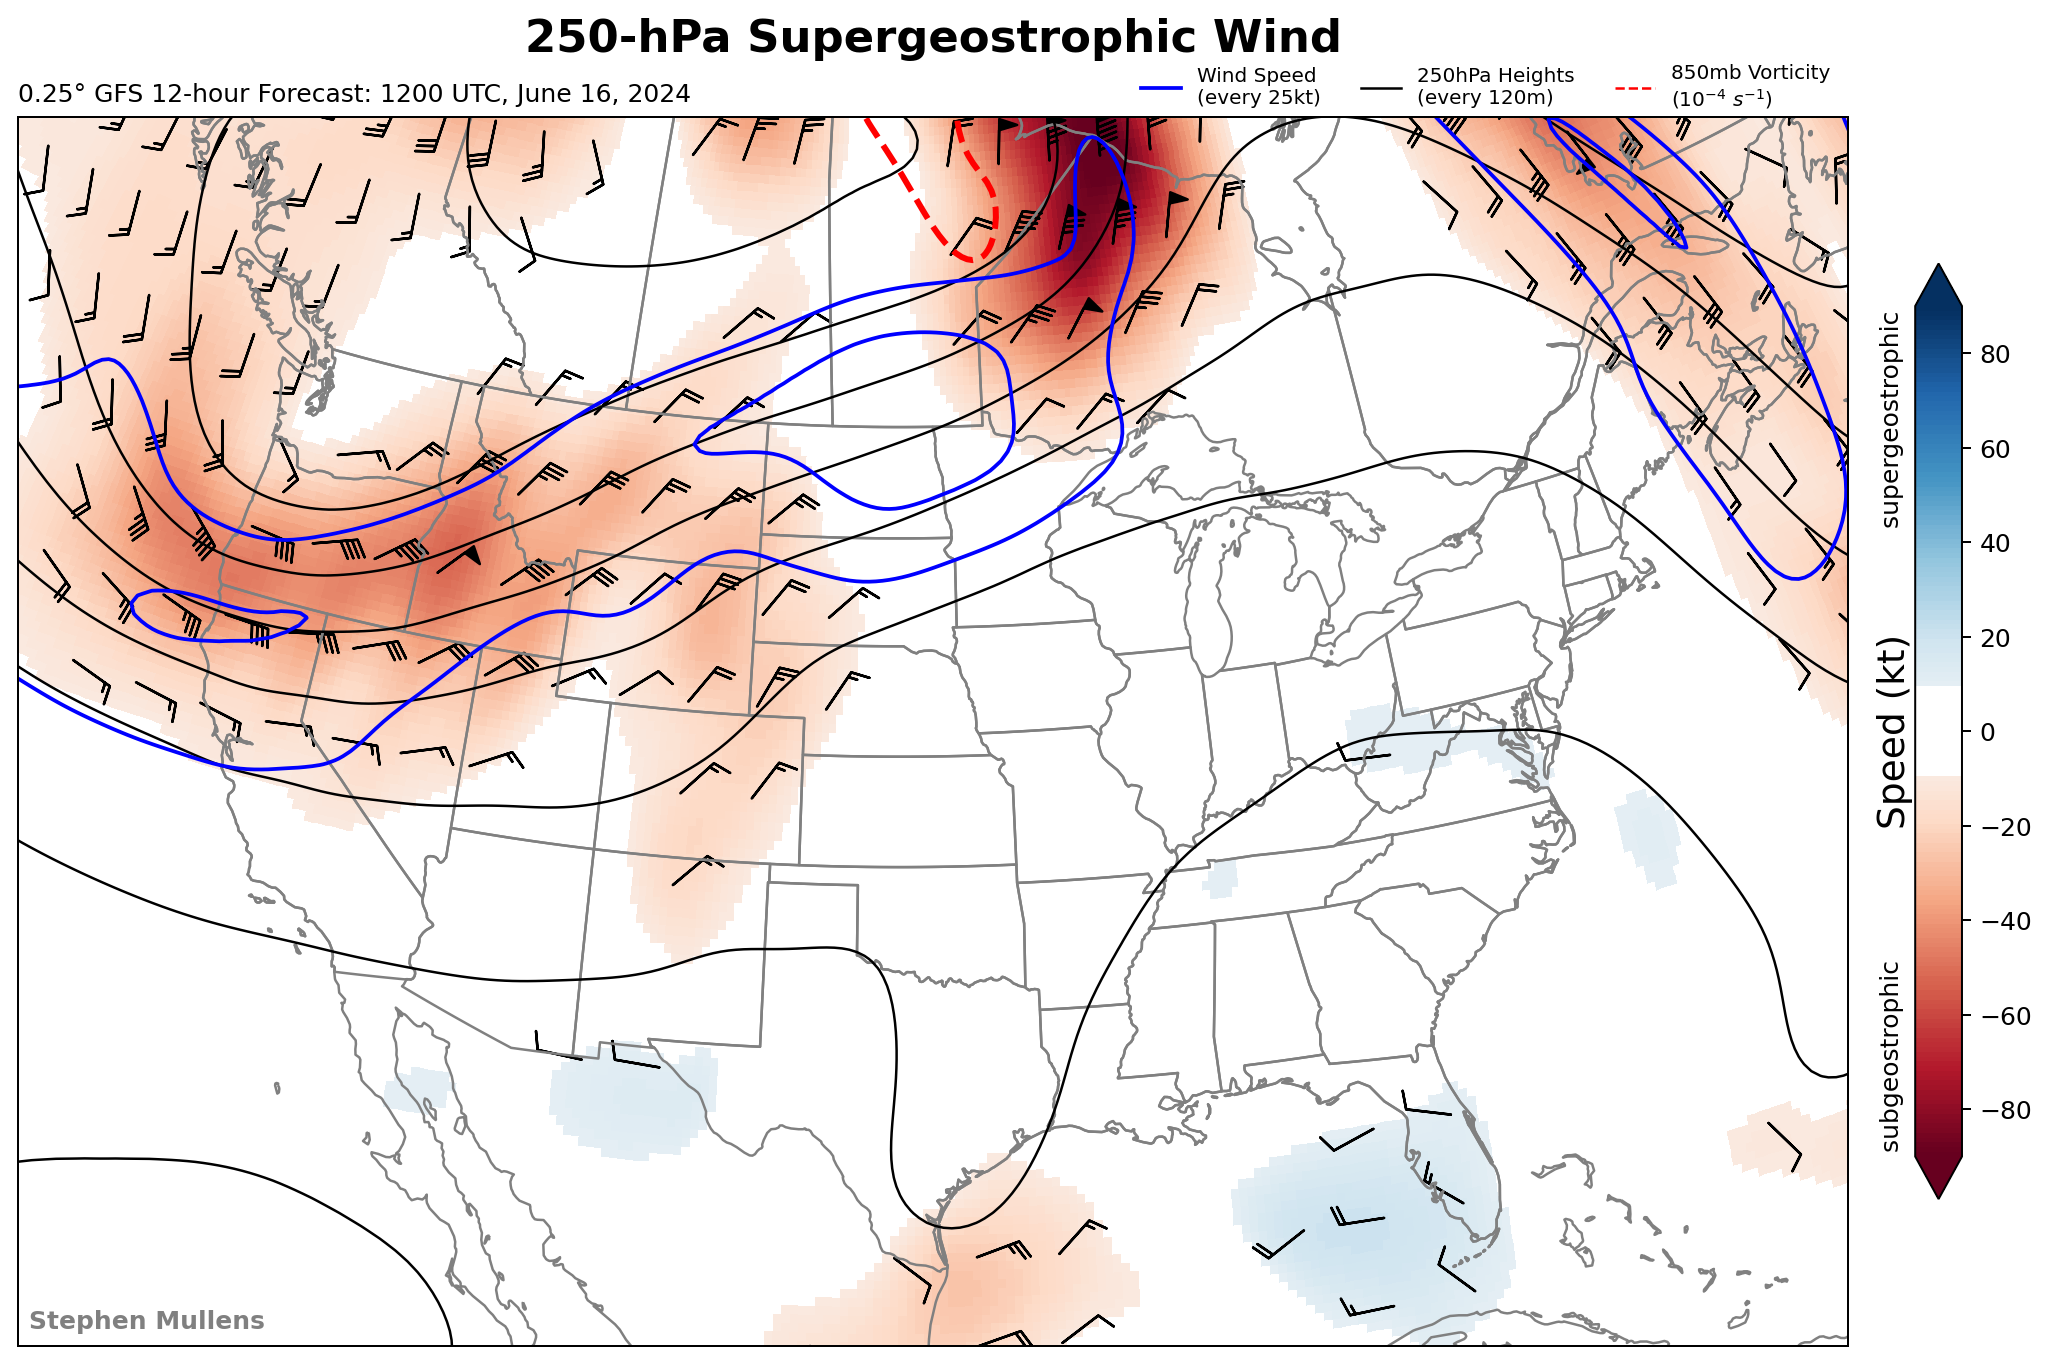 250-hPa Supergeostrophic Wind
0.25° GFS 12-hour Forecast: 1200 UTC, June 16, 2024
Wind Speed
(every 25kt)
250hPa Heights
(every 120m)
850mb Vorticity
(10⁻⁴ s⁻¹)
supergeostrophic
Speed (kt)
subgeostrophic
80
60
40
20
0
−20
−40
−60
−80
Stephen Mullens